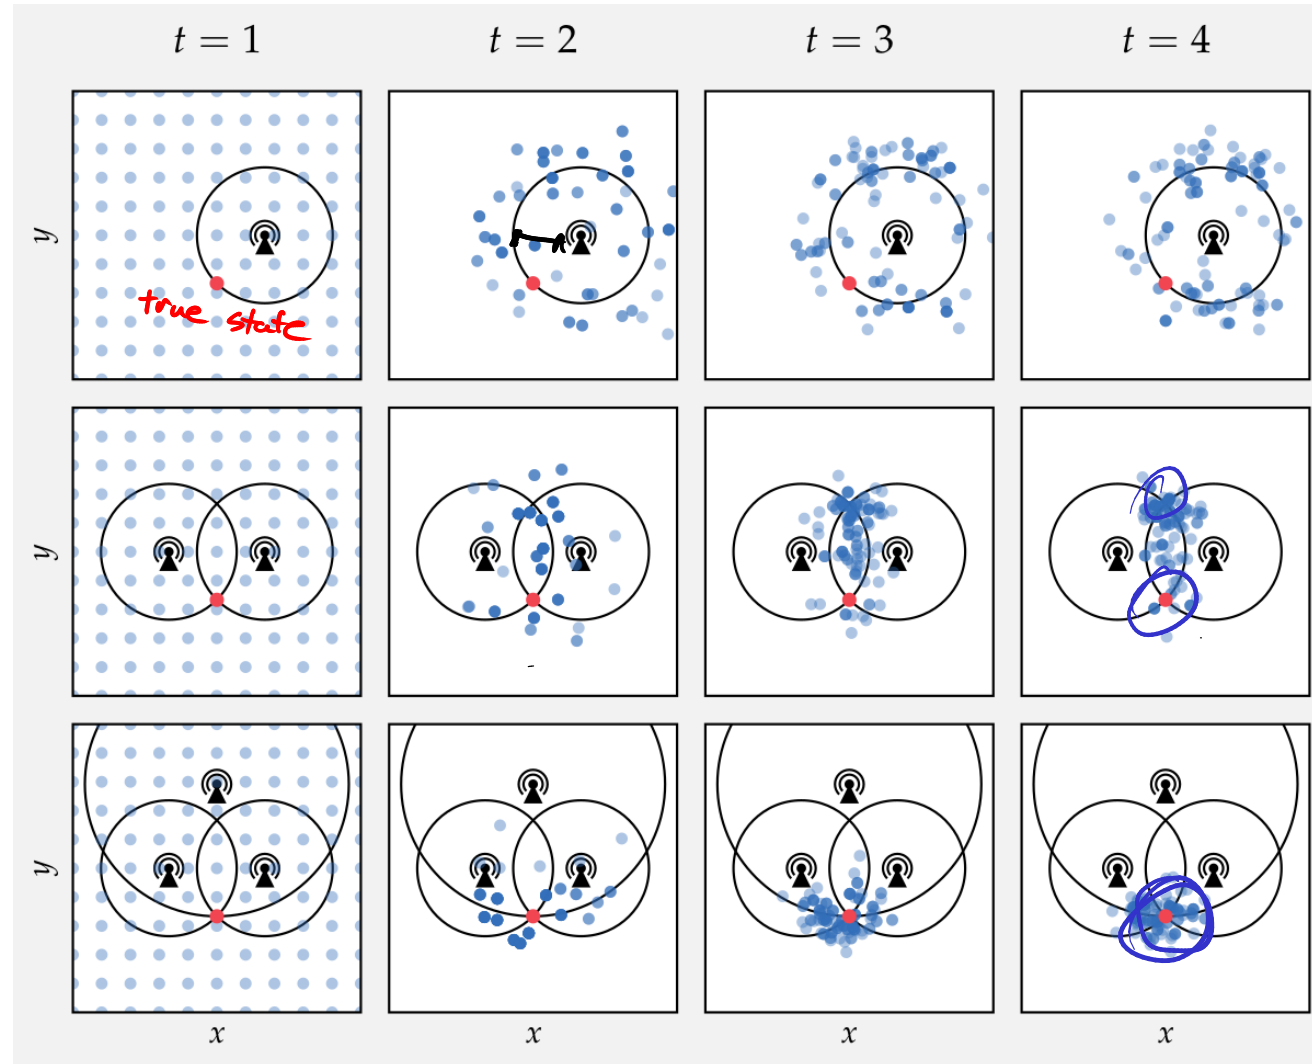 t = 1
t = 2
t = 3
t = 4
y
true state
y
y
x
x
x
x